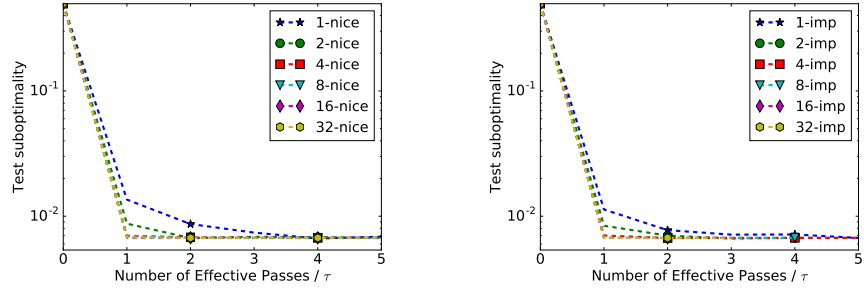 Test suboptimality
10⁻¹
10⁻²
0 1 2 3 4 5
Number of Effective Passes / τ
1-nice
2-nice
4-nice
8-nice
16-nice
32-nice
Test suboptimality
10⁻¹
10⁻²
0 1 2 3 4 5
Number of Effective Passes / τ
1-imp
2-imp
4-imp
8-imp
16-imp
32-imp